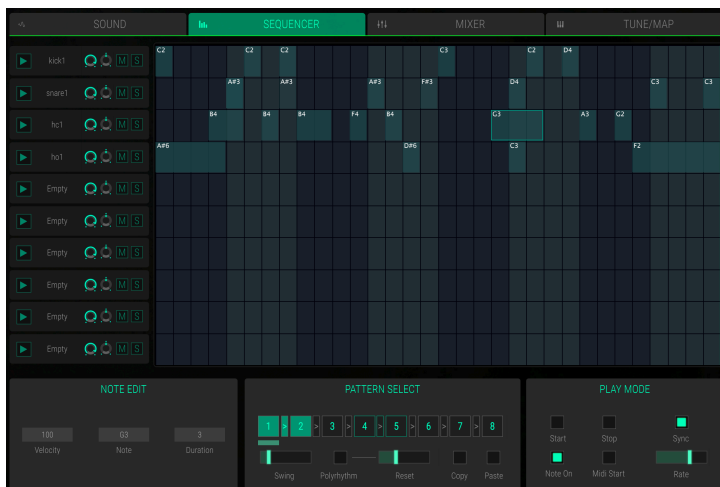 SOUND SEQUENCER MIXER TUNE/MAP
C2 C2 C2 C3 C2 D4
kick1 M S
A#3 A#3 A#3 F#3 D4 C3 C3
snare1 M S
B4 B4 B4 F4 B4 G3 A3 G2
hc1 M S
A#6 D#6 C3 F2
ho1 M S
Empty M S
Empty M S
Empty M S
Empty M S
Empty M S
Empty M S
NOTE EDIT
100 G3 3
Velocity Note Duration
PATTERN SELECT
1 > 2 > 3 > 4 > 5 > 6 > 7 > 8
Swing Polyrhythm Reset Copy Paste
PLAY MODE
Start Stop Sync
Note On Midi Start Rate